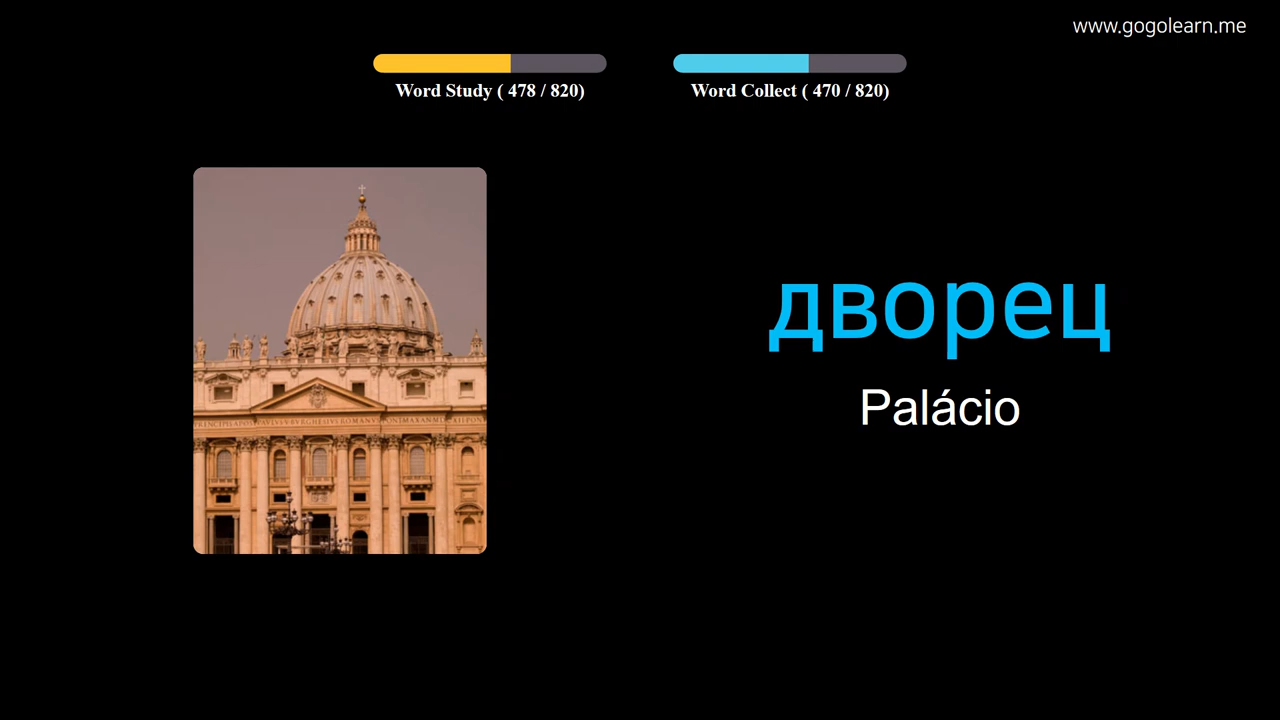 www.gogolearn.me
Word Study ( 478 / 820)
Word Collect ( 470 / 820)
дворец
Palácio